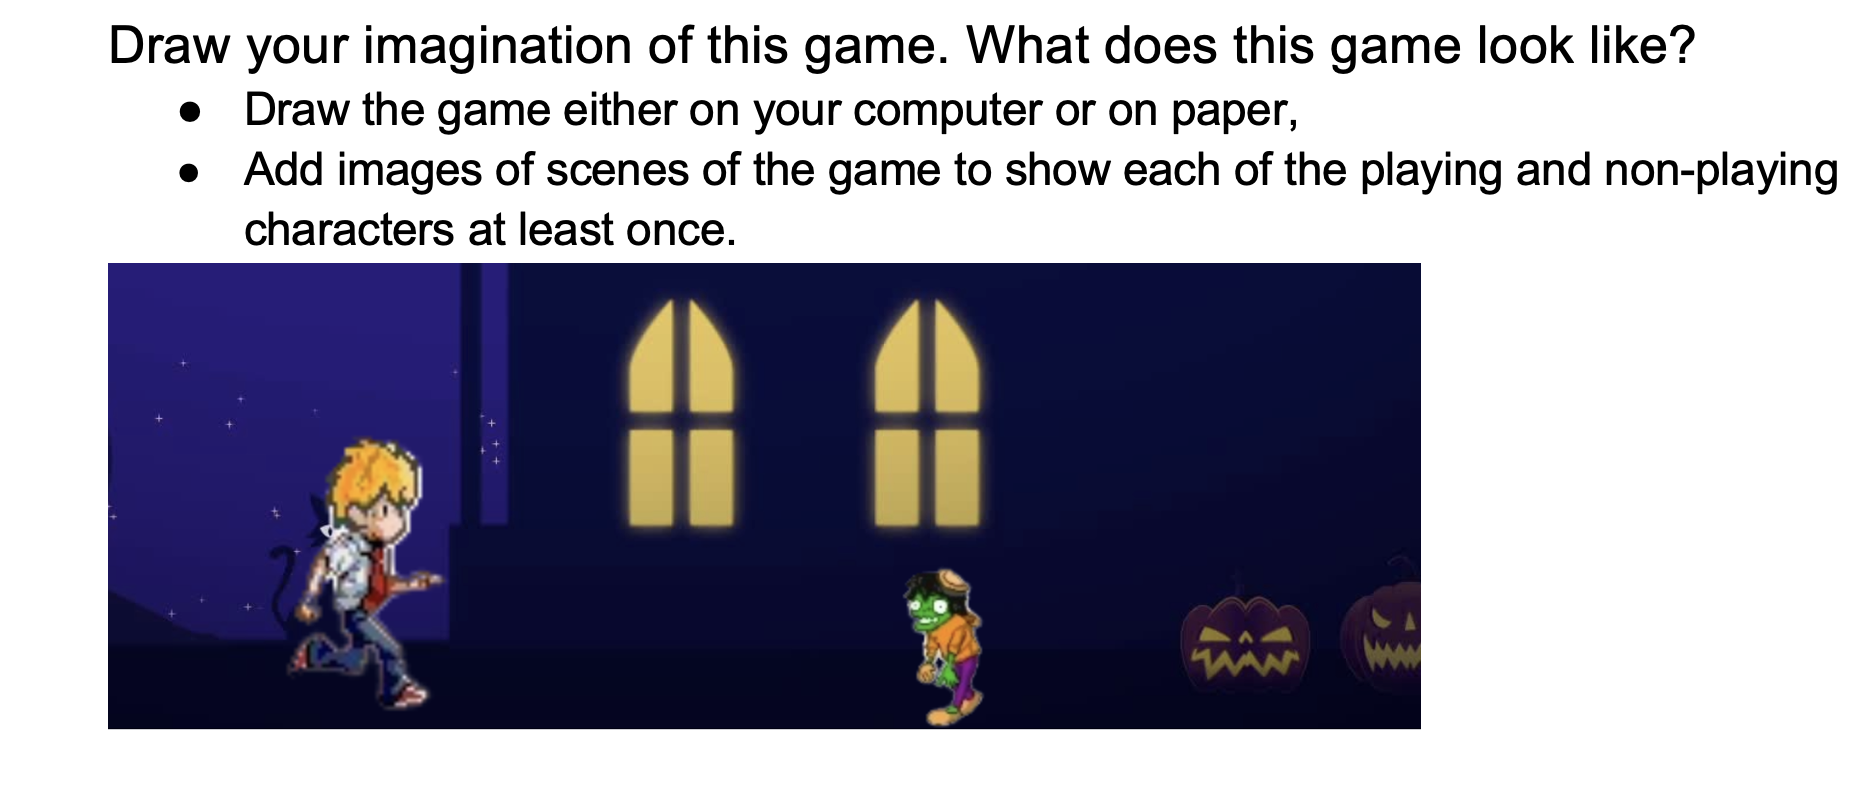 Draw your imagination of this game. What does this game look like?
● Draw the game either on your computer or on paper,
● Add images of scenes of the game to show each of the playing and non-playing
characters at least once.